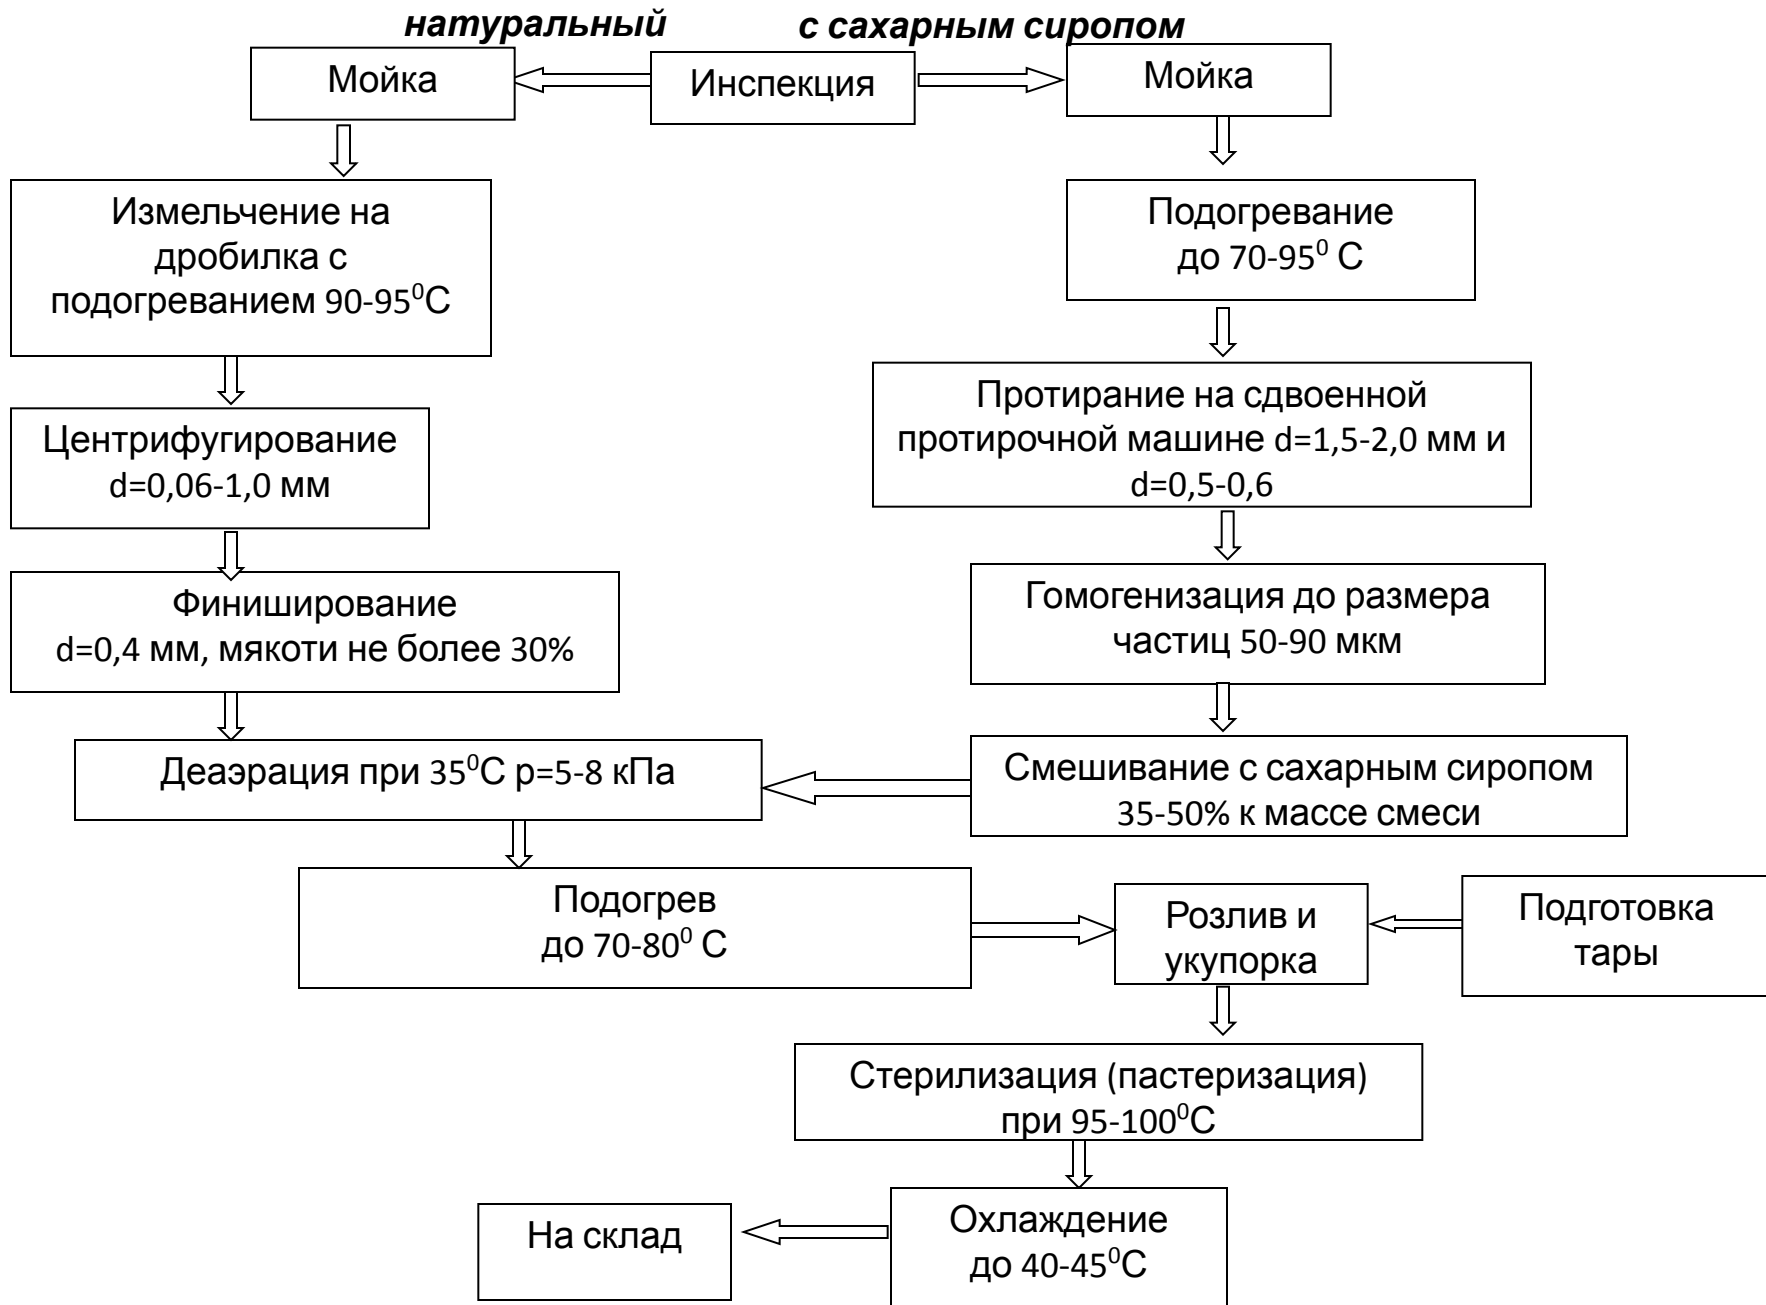 натуральный
с сахарным сиропом
Мойка
Инспекция
Мойка
Измельчение на
дробилка с
подогреванием 90-95⁰С
Подогревание
до 70-95⁰ С
Центрифугирование
d=0,06-1,0 мм
Протирание на сдвоенной
протирочной машине d=1,5-2,0 мм и
d=0,5-0,6
Финиширование
d=0,4 мм, мякоти не более 30%
Гомогенизация до размера
частиц 50-90 мкм
Деаэрация при 35⁰С р=5-8 кПа
Смешивание с сахарным сиропом
35-50% к массе смеси
Подогрев
до 70-80⁰ С
Розлив и
укупорка
Подготовка
тары
Стерилизация (пастеризация)
при 95-100⁰С
На склад
Охлаждение
до 40-45⁰С